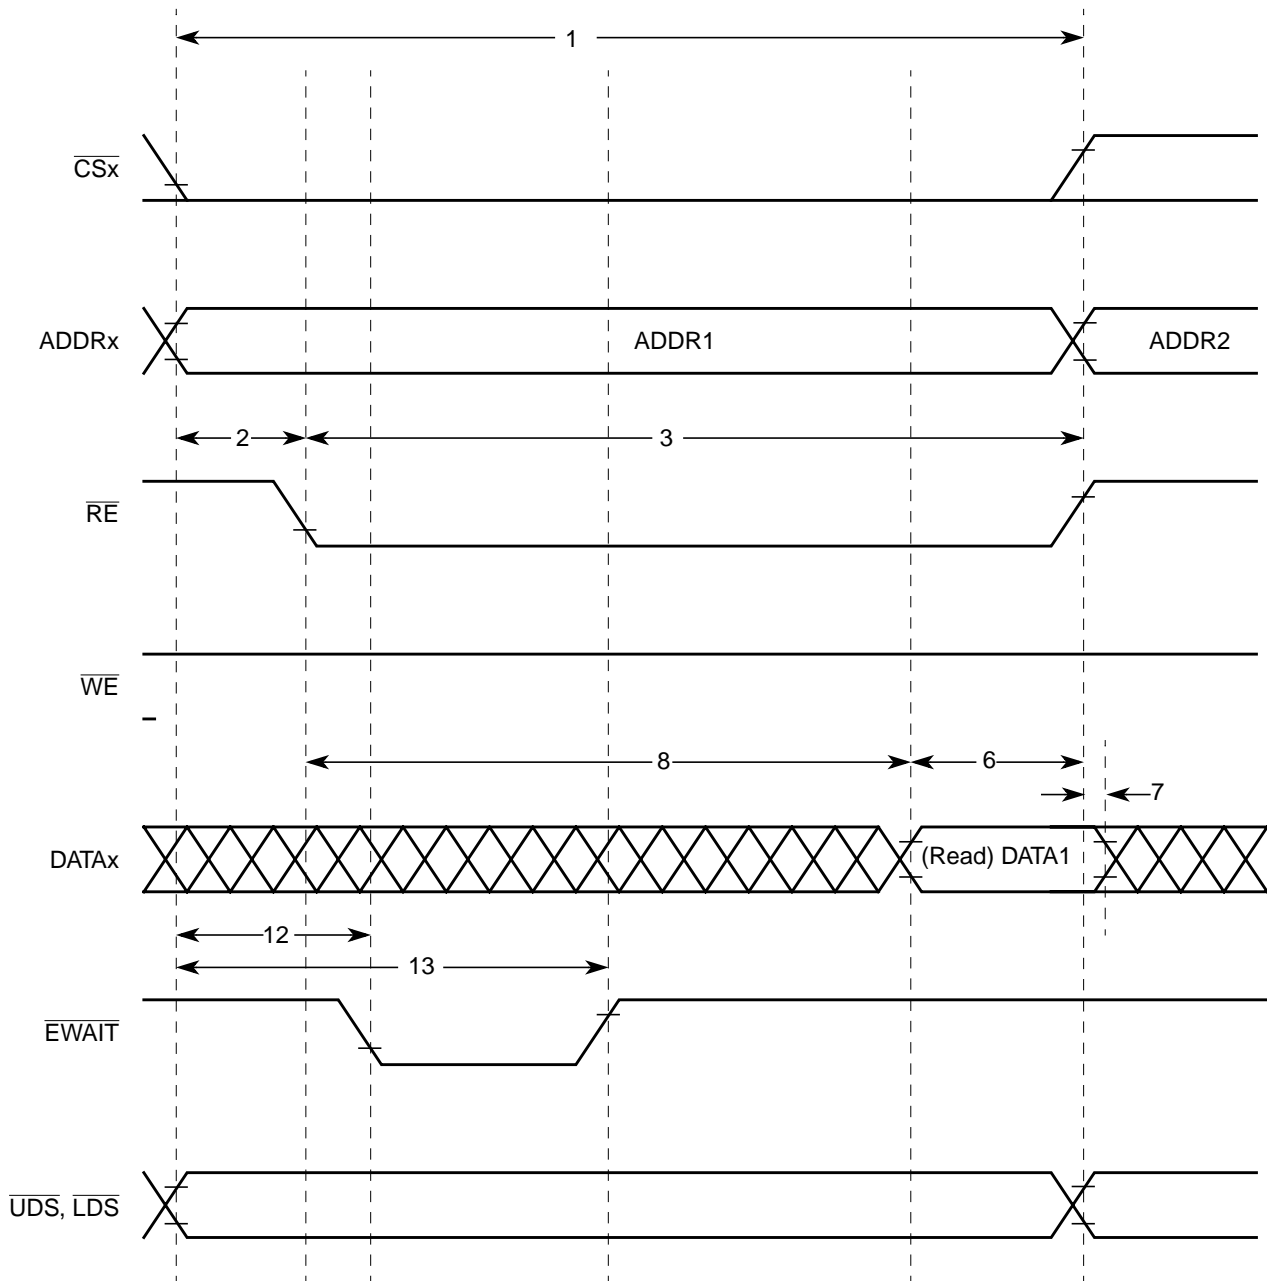 1
CSx
ADDRx ADDR1 ADDR2
2 3
RE
WE
8 6
7
DATAx (Read) DATA1
12
13
EWAIT
UDS, LDS